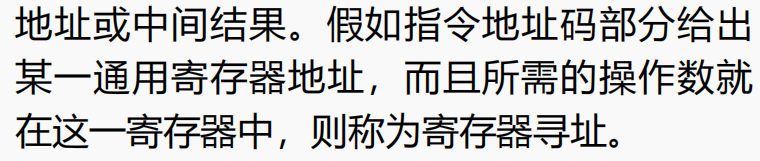 地址或中间结果。假如指令地址码部分给出
某一通用寄存器地址，而且所需的操作数就
在这一寄存器中，则称为寄存器寻址。